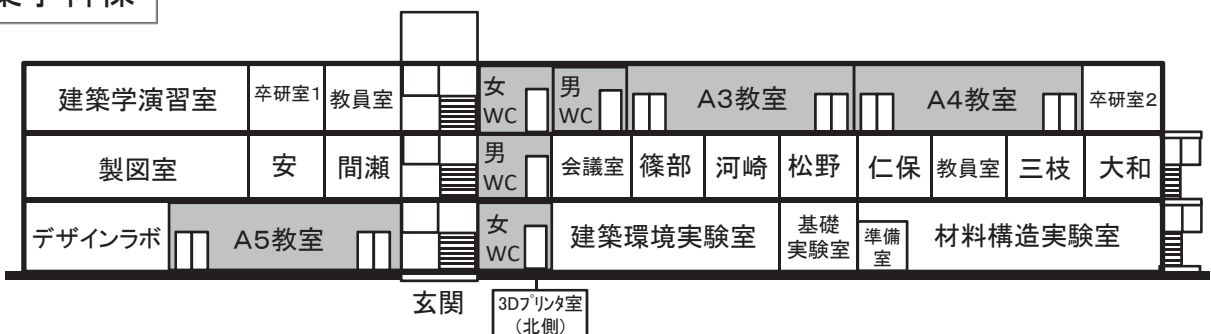 築学科棟
建築学演習室
卒研室1
教員室
女
WC
男
WC
A3教室
A4教室
卒研室2
製図室
安
間瀬
男
WC
会議室
篠部
河崎
松野
仁保
教員室
三枝
大和
デザインラボ
A5教室
女
WC
建築環境実験室
基礎
実験室
準備
室
材料構造実験室
玄関
3Dプリンタ室
(北側)